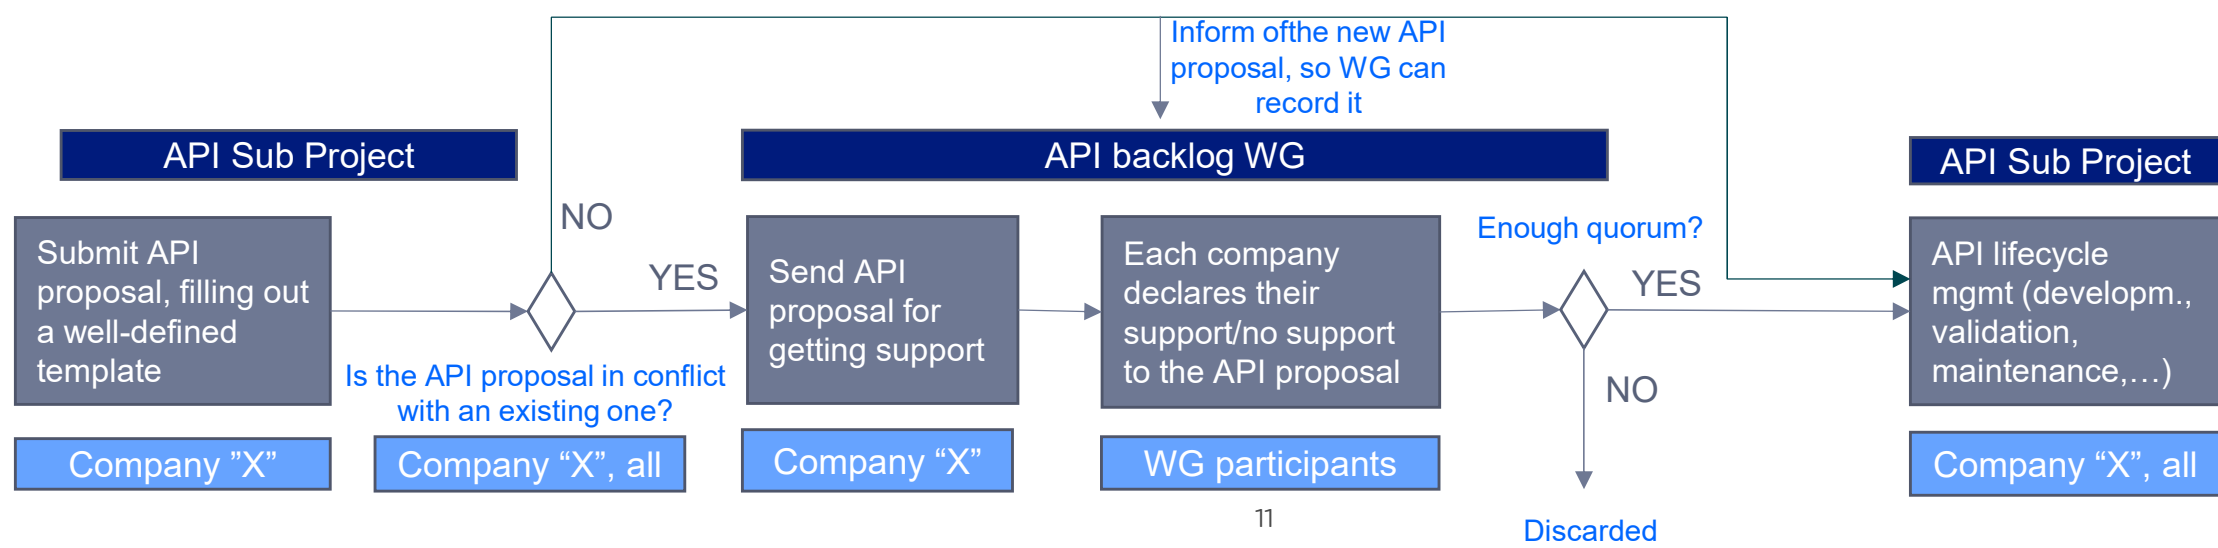 Inform ofthe new API
proposal, so WG can
record it
API Sub Project
API backlog WG
API Sub Project
Submit API
proposal, filling out
a well-defined
template
NO
YES
Is the API proposal in conflict
with an existing one?
Send API
proposal for
getting support
Each company
declares their
support/no support
to the API proposal
Enough quorum?
YES
NO
API lifecycle
mgmt (developm.,
validation,
maintenance,…)
Company ”X”
Company “X”, all
Company “X”
WG participants
Company “X”, all
11
Discarded